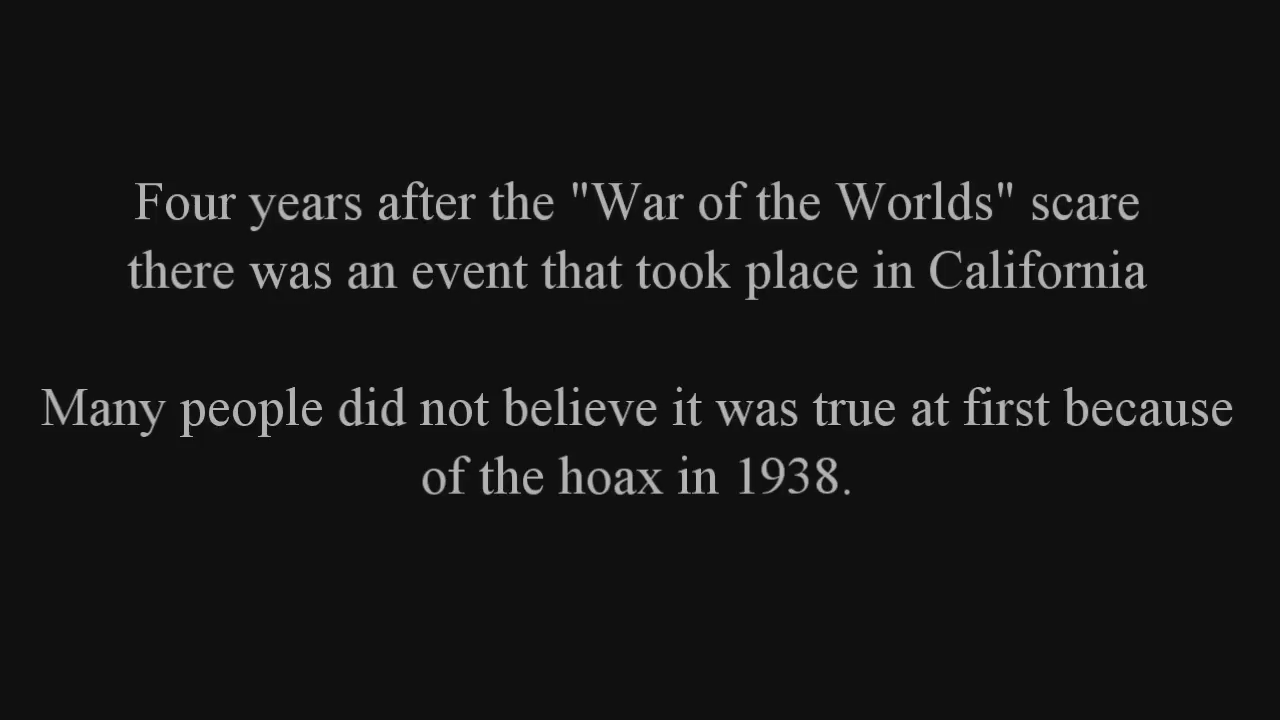 Four years after the "War of the Worlds" scare
there was an event that took place in California
Many people did not believe it was true at first because
of the hoax in 1938.